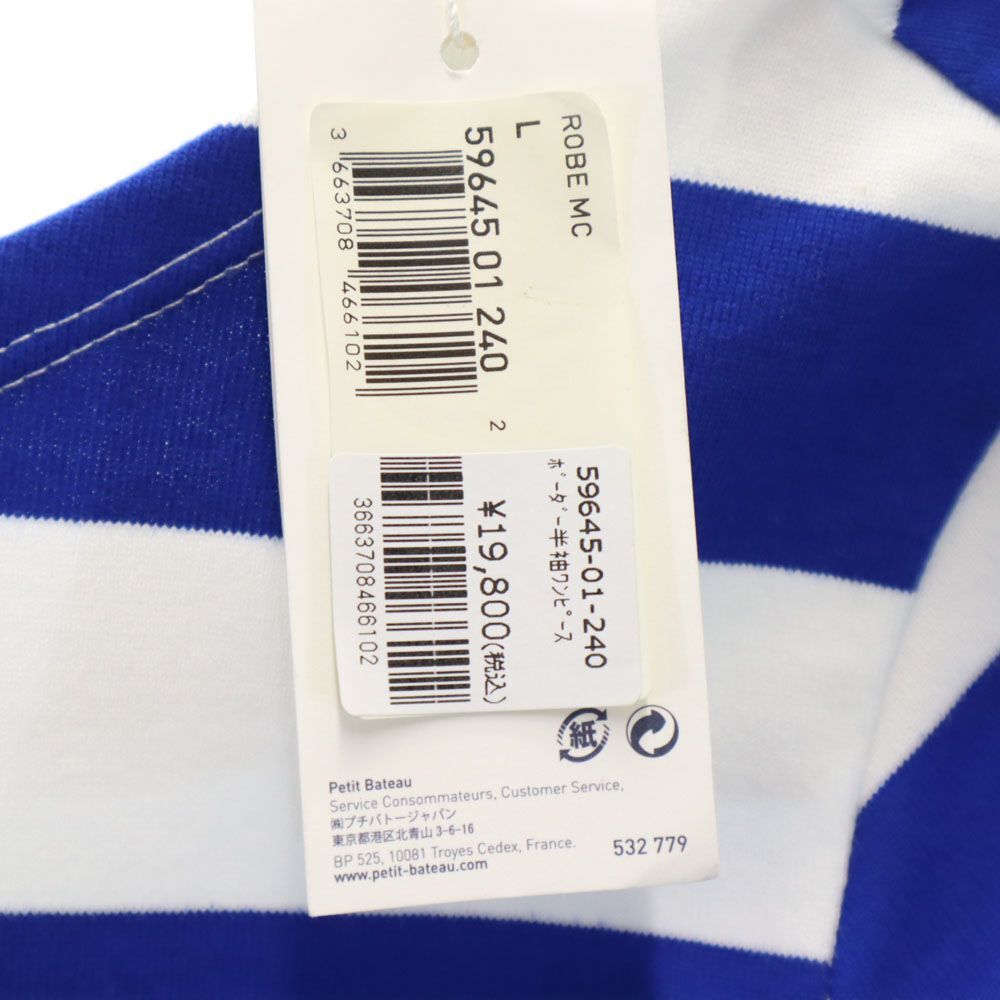 ROBE MC
L
59645 01 240
2
3 663708 466102
59645-01-240
ﾎﾞｰﾀﾞｰ半袖ﾜﾝﾋﾟｰｽ
¥19,800(税込)
3663708466102
紙
Petit Bateau
Service Consommateurs, Customer Service,
㈱プチバトージャパン
東京都港区北青山 3-6-16
BP 525, 10081 Troyes Cedex, France.
www.petit-bateau.com
532 779